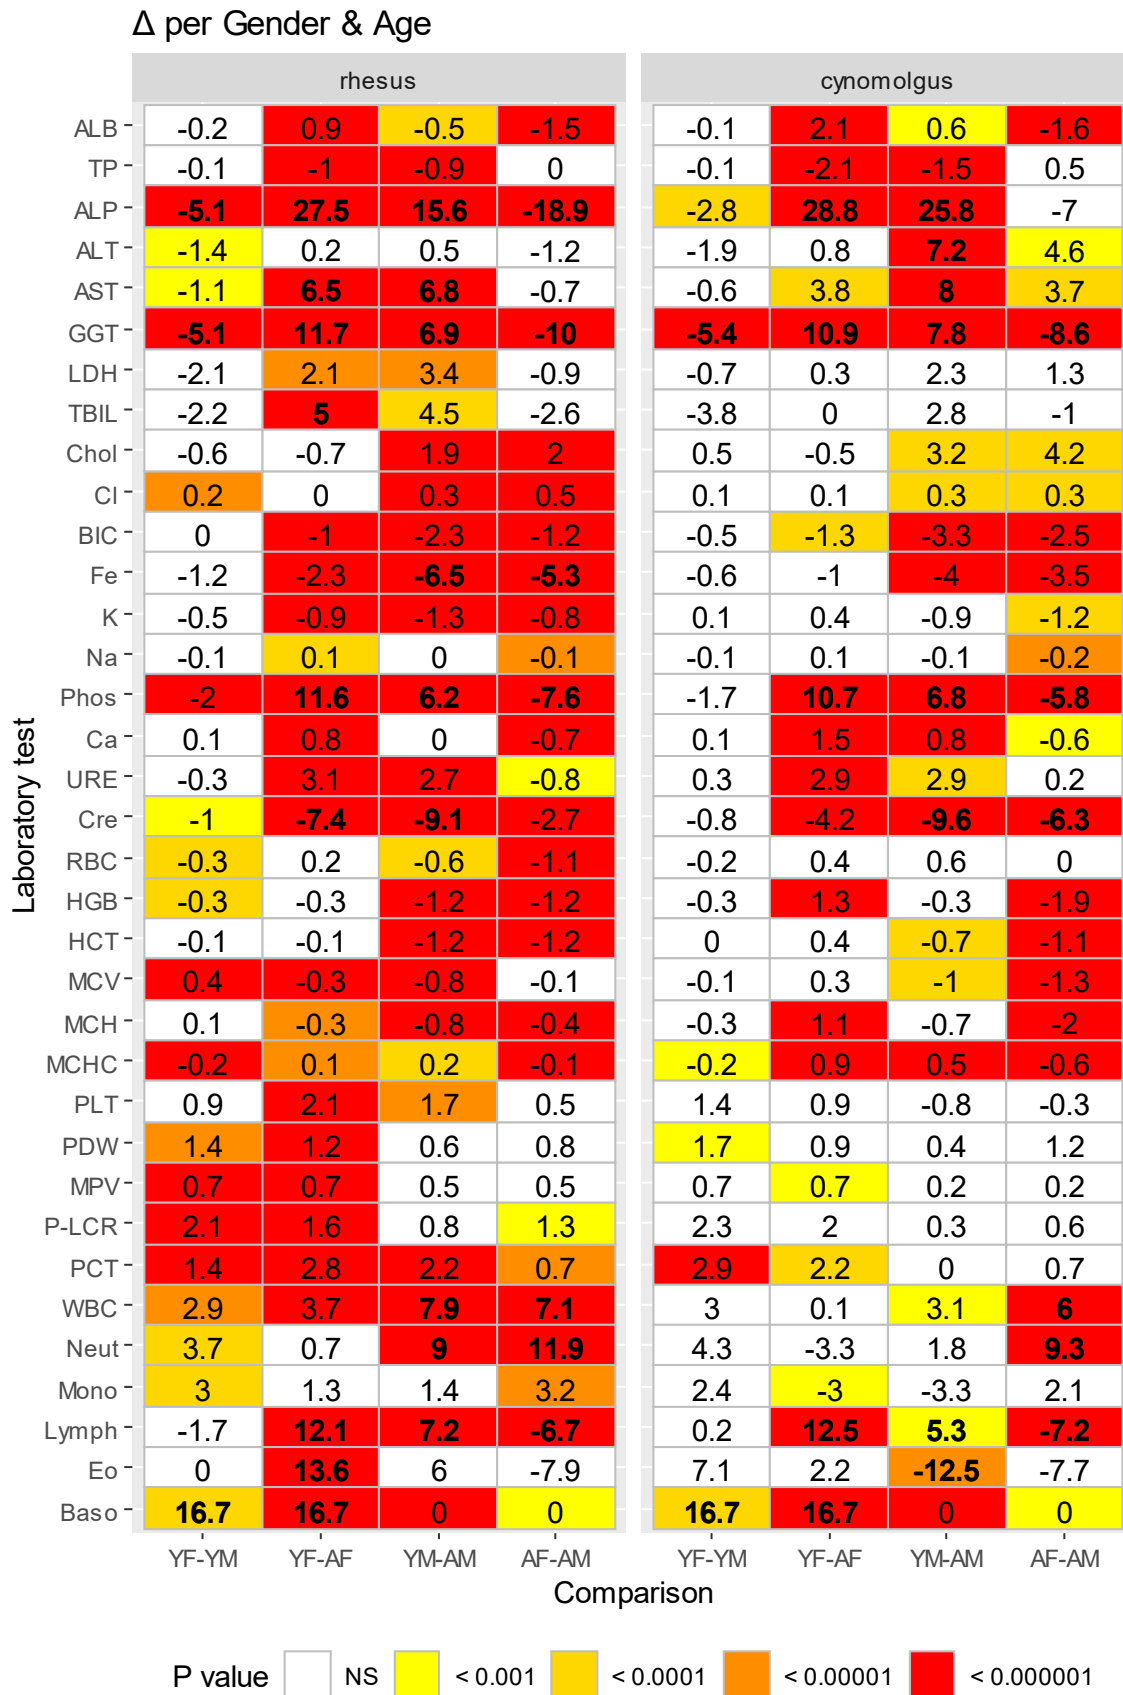 Δ per Gender & Age
rhesus cynomolgus
ALB -0.2 0.9 -0.5 -1.5 -0.1 2.1 0.6 -1.6
TP -0.1 -1 -0.9 0 -0.1 -2.1 -1.5 0.5
ALP -5.1 27.5 15.6 -18.9 -2.8 28.8 25.8 -7
ALT -1.4 0.2 0.5 -1.2 -1.9 0.8 7.2 4.6
AST -1.1 6.5 6.8 -0.7 -0.6 3.8 8 3.7
GGT -5.1 11.7 6.9 -10 -5.4 10.9 7.8 -8.6
LDH -2.1 2.1 3.4 -0.9 -0.7 0.3 2.3 1.3
TBIL -2.2 5 4.5 -2.6 -3.8 0 2.8 -1
Chol -0.6 -0.7 1.9 2 0.5 -0.5 3.2 4.2
Cl 0.2 0 0.3 0.5 0.1 0.1 0.3 0.3
BIC 0 -1 -2.3 -1.2 -0.5 -1.3 -3.3 -2.5
Fe -1.2 -2.3 -6.5 -5.3 -0.6 -1 -4 -3.5
K -0.5 -0.9 -1.3 -0.8 0.1 0.4 -0.9 -1.2
Na -0.1 0.1 0 -0.1 -0.1 0.1 -0.1 -0.2
Phos -2 11.6 6.2 -7.6 -1.7 10.7 6.8 -5.8
Ca 0.1 0.8 0 -0.7 0.1 1.5 0.8 -0.6
URE -0.3 3.1 2.7 -0.8 0.3 2.9 2.9 0.2
Cre -1 -7.4 -9.1 -2.7 -0.8 -4.2 -9.6 -6.3
RBC -0.3 0.2 -0.6 -1.1 -0.2 0.4 0.6 0
HGB -0.3 -0.3 -1.2 -1.2 -0.3 1.3 -0.3 -1.9
HCT -0.1 -0.1 -1.2 -1.2 0 0.4 -0.7 -1.1
MCV 0.4 -0.3 -0.8 -0.1 -0.1 0.3 -1 -1.3
MCH 0.1 -0.3 -0.8 -0.4 -0.3 1.1 -0.7 -2
MCHC -0.2 0.1 0.2 -0.1 -0.2 0.9 0.5 -0.6
PLT 0.9 2.1 1.7 0.5 1.4 0.9 -0.8 -0.3
PDW 1.4 1.2 0.6 0.8 1.7 0.9 0.4 1.2
MPV 0.7 0.7 0.5 0.5 0.7 0.7 0.2 0.2
P-LCR 2.1 1.6 0.8 1.3 2.3 2 0.3 0.6
PCT 1.4 2.8 2.2 0.7 2.9 2.2 0 0.7
WBC 2.9 3.7 7.9 7.1 3 0.1 3.1 6
Neut 3.7 0.7 9 11.9 4.3 -3.3 1.8 9.3
Mono 3 1.3 1.4 3.2 2.4 -3 -3.3 2.1
Lymph -1.7 12.1 7.2 -6.7 0.2 12.5 5.3 -7.2
Eo 0 13.6 6 -7.9 7.1 2.2 -12.5 -7.7
Baso 16.7 16.7 0 0 16.7 16.7 0 0
YF-YM YF-AF YM-AM AF-AM YF-YM YF-AF YM-AM AF-AM
Laboratory test
Comparison
P value NS < 0.001 < 0.0001 < 0.00001 < 0.000001